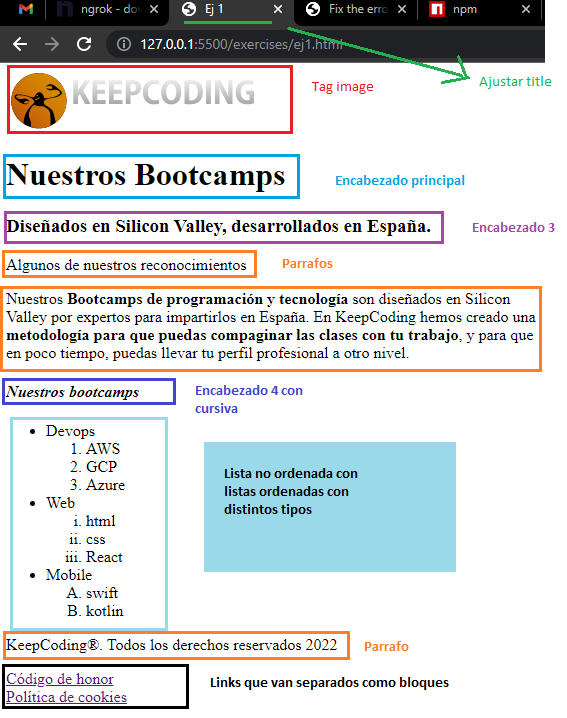 ngrok - dow
Ej 1
Fix the erro
npm
127.0.0.1:5500/exercises/ej1.html
Ajustar title
KEEPCODING
Tag image
Nuestros Bootcamps
Encabezado principal
Diseñados en Silicon Valley, desarrollados en España.
Encabezado 3
Algunos de nuestros reconocimientos
Parrafos
Nuestros Bootcamps de programación y tecnología son diseñados en Silicon
Valley por expertos para impartirlos en España. En KeepCoding hemos creado una
metodología para que puedas compaginar las clases con tu trabajo, y para que
en poco tiempo, puedas llevar tu perfil profesional a otro nivel.
Nuestros bootcamps
Encabezado 4 con
cursiva
• Devops
1. AWS
2. GCP
3. Azure
• Web
i. html
ii. css
iii. React
• Mobile
A. swift
B. kotlin
Lista no ordenada con
listas ordenadas con
distintos tipos
KeepCoding®. Todos los derechos reservados 2022
Parrafo
Código de honor
Política de cookies
Links que van separados como bloques